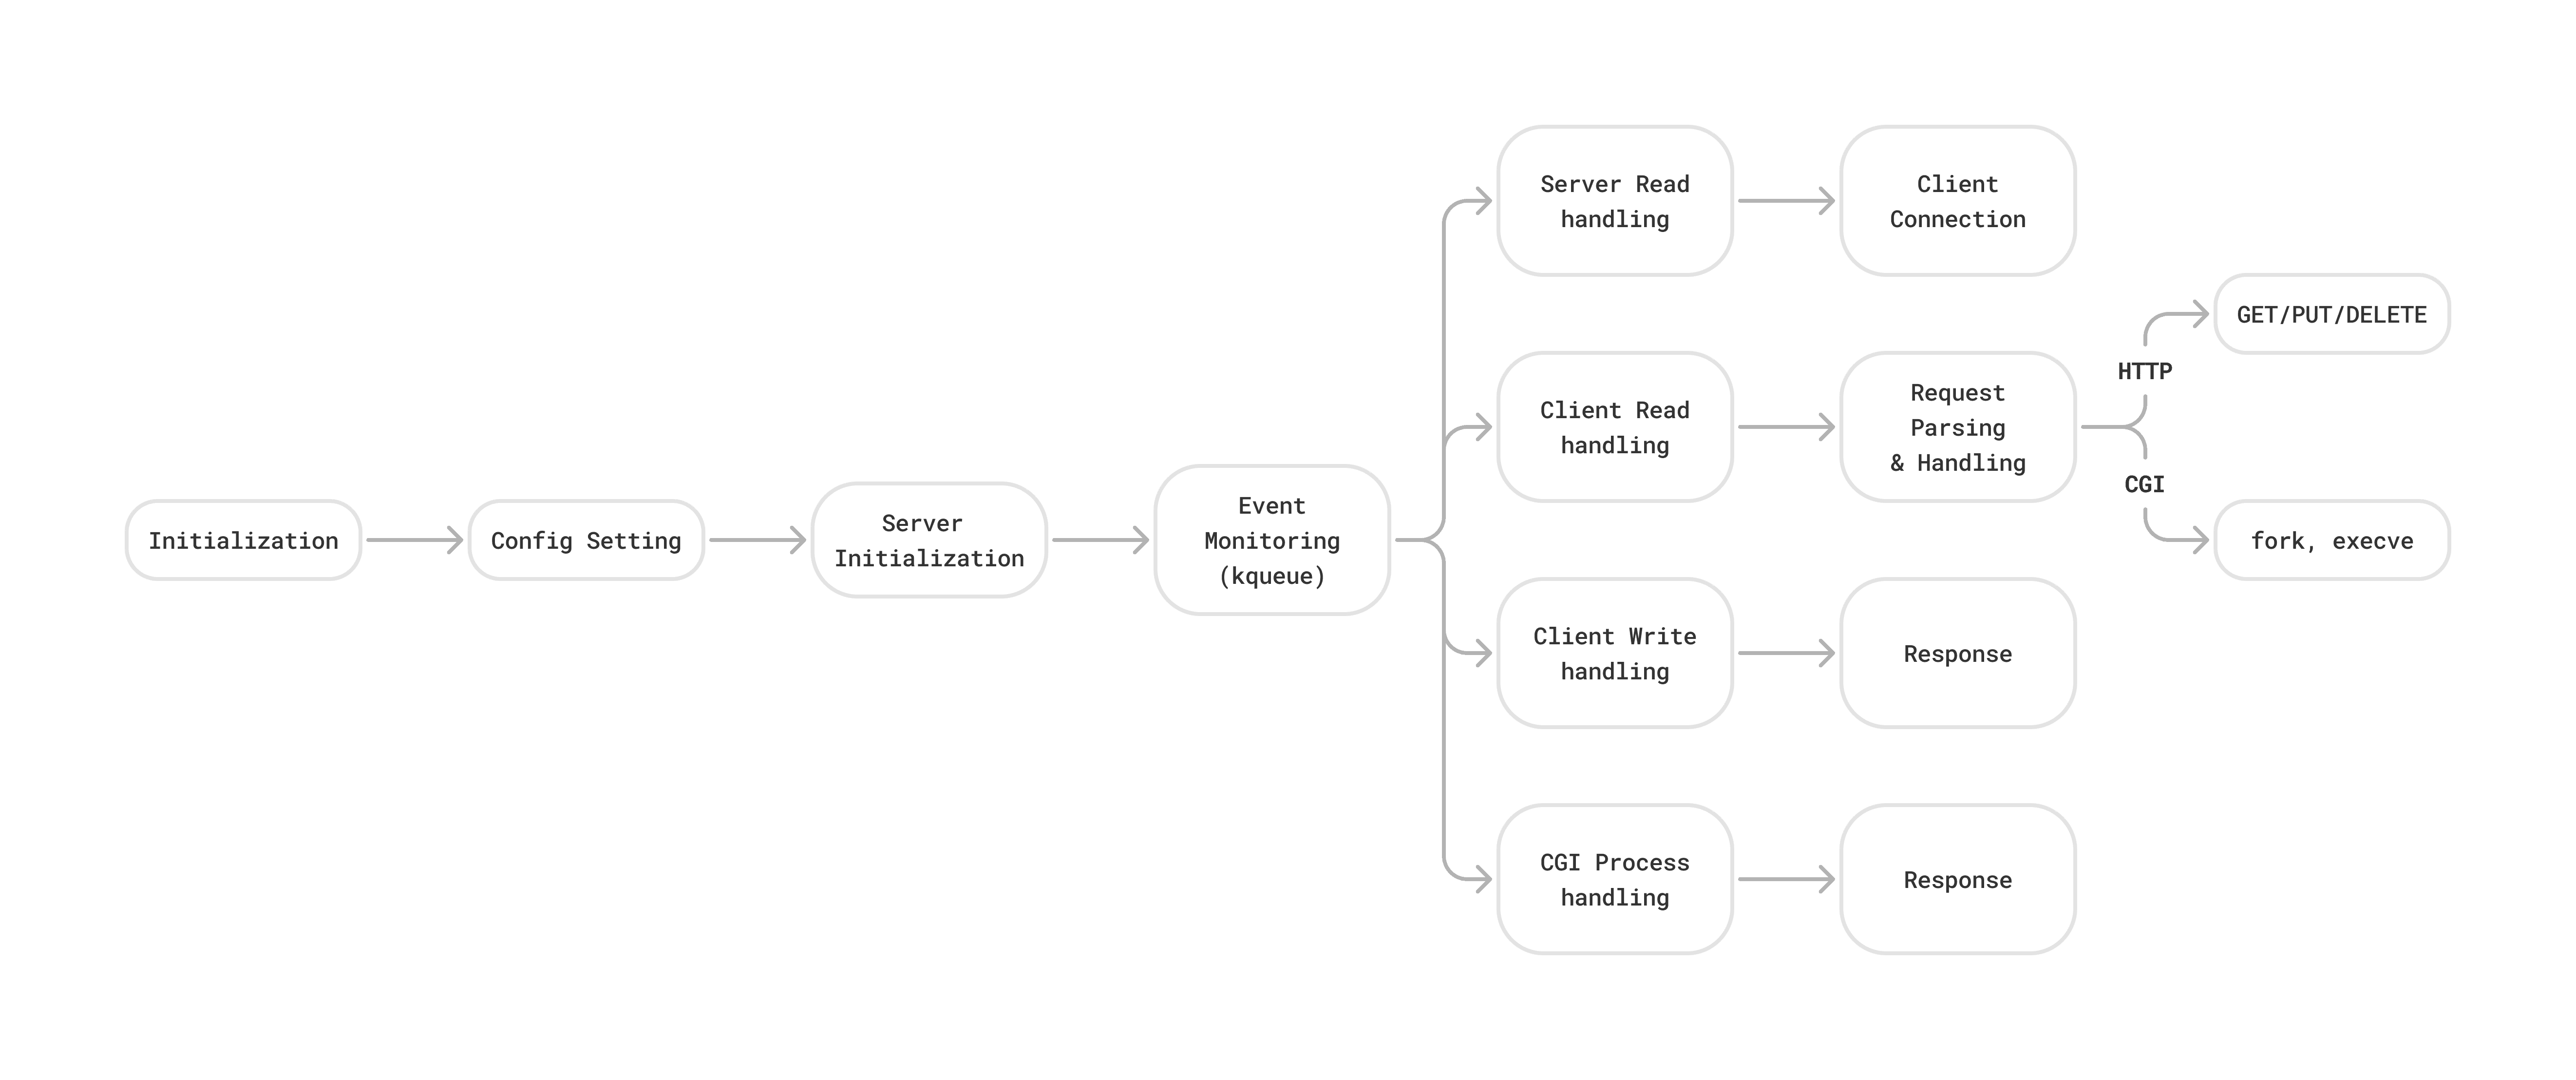 Initialization
Config Setting
Server
Initialization
Event
Monitoring
(kqueue)
Server Read
handling
Client
Connection
Client Read
handling
Request
Parsing
& Handling
HTTP
GET/PUT/DELETE
CGI
fork, execve
Client Write
handling
Response
CGI Process
handling
Response